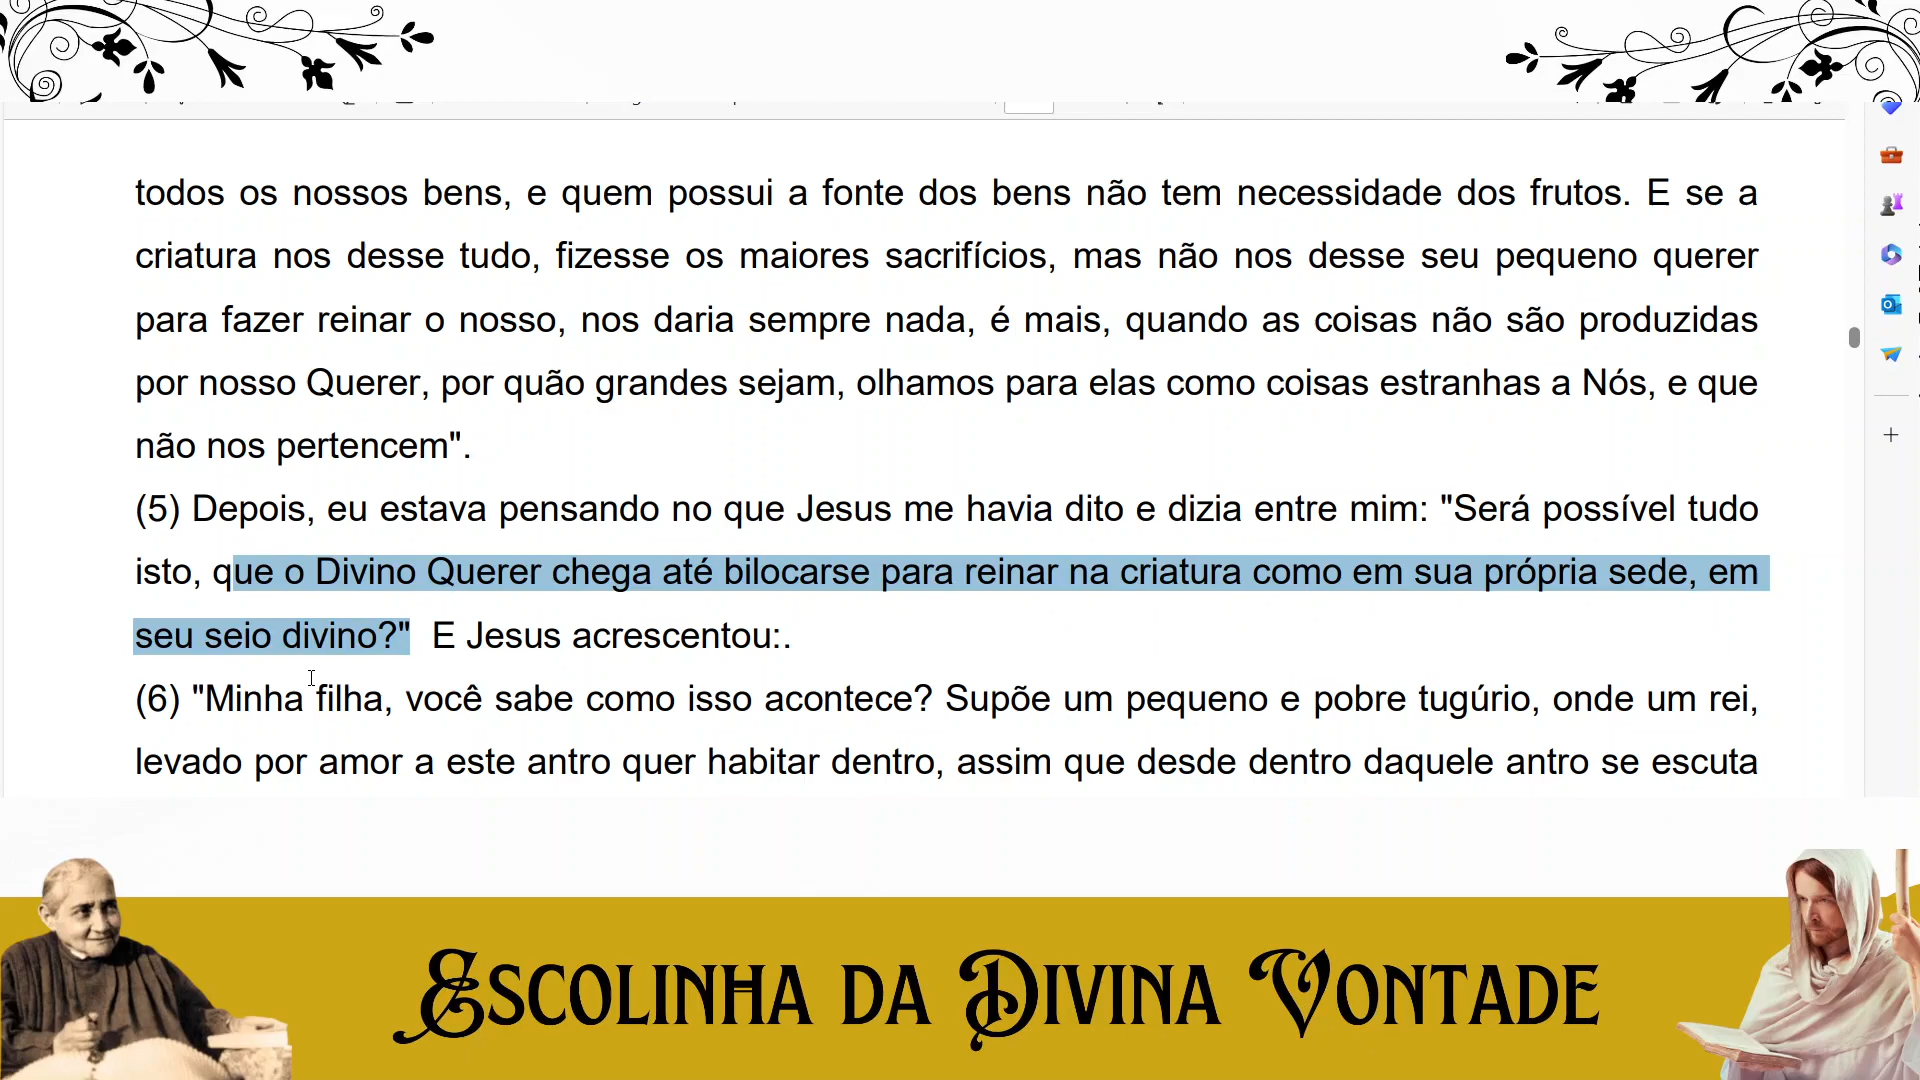 todos os nossos bens, e quem possui a fonte dos bens não tem necessidade dos frutos. E se a
criatura nos desse tudo, fizesse os maiores sacrifícios, mas não nos desse seu pequeno querer
para fazer reinar o nosso, nos daria sempre nada, é mais, quando as coisas não são produzidas
por nosso Querer, por quão grandes sejam, olhamos para elas como coisas estranhas a Nós, e que
não nos pertencem".
(5) Depois, eu estava pensando no que Jesus me havia dito e dizia entre mim: "Será possível tudo
isto, que o Divino Querer chega até bilocarse para reinar na criatura como em sua própria sede, em
seu seio divino?" E Jesus acrescentou:.
(6) "Minha filha, você sabe como isso acontece? Supõe um pequeno e pobre tugúrio, onde um rei,
levado por amor a este antro quer habitar dentro, assim que desde dentro daquele antro se escuta
ESCOLINHA DA DIVINA VONTADE